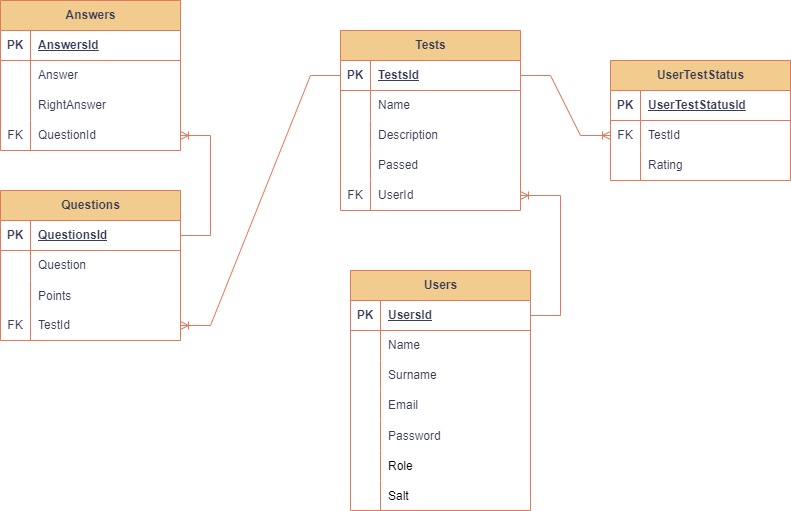 Answers
PK AnswersId
Answer
RightAnswer
FK QuestionId
Questions
PK QuestionsId
Question
Points
FK TestId
Tests
PK TestsId
Name
Description
Passed
FK UserId
Users
PK UsersId
Name
Surname
Email
Password
Role
Salt
UserTestStatus
PK UserTestStatusId
FK TestId
Rating